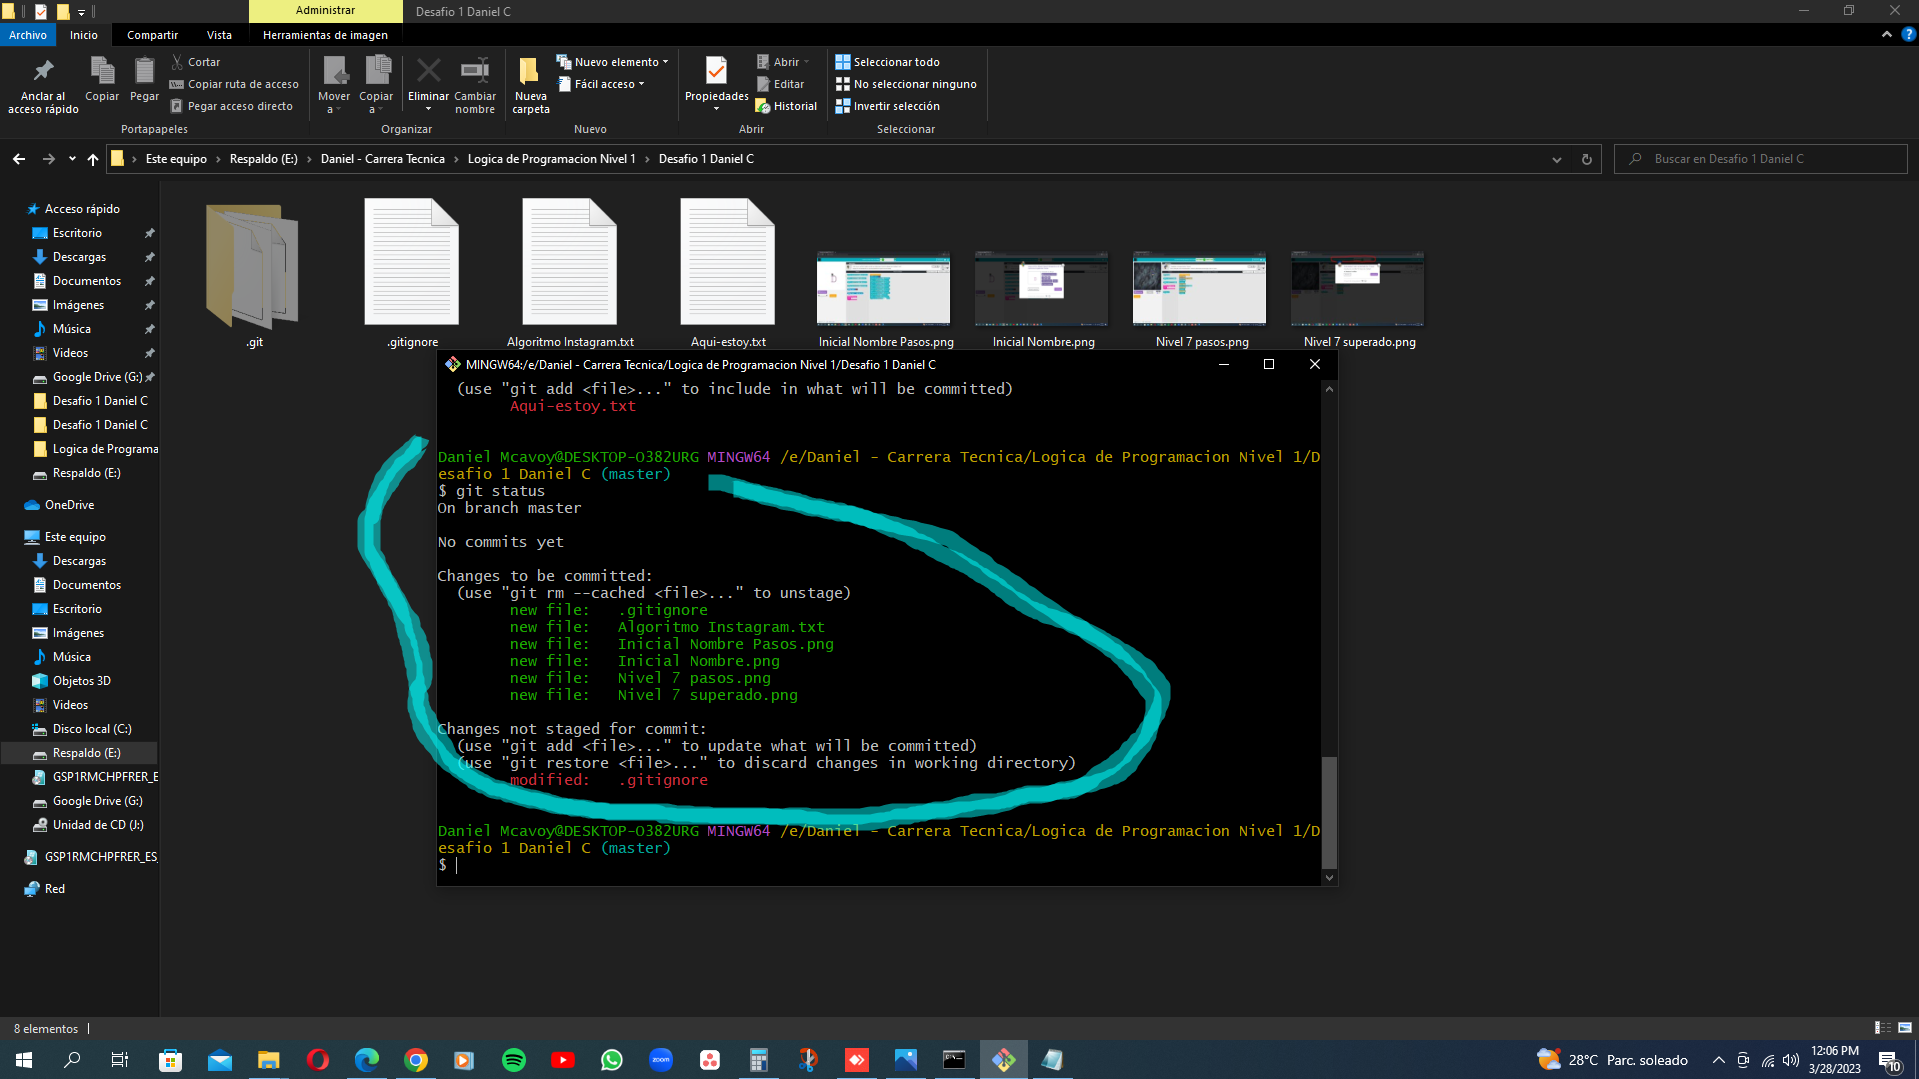 Administrar
Desafio 1 Daniel C
Archivo
Inicio
Compartir
Vista
Herramientas de imagen
Anclar al
acceso rápido
Copiar
Pegar
Cortar
Copiar ruta de acceso
Pegar acceso directo
Portapapeles
Mover
a
Copiar
a
Eliminar
Cambiar
nombre
Organizar
Nueva
carpeta
Nuevo elemento
Fácil acceso
Nuevo
Propiedades
Abrir
Editar
Historial
Abrir
Seleccionar todo
No seleccionar ninguno
Invertir selección
Seleccionar
Este equipo
Respaldo (E:)
Daniel - Carrera Tecnica
Logica de Programacion Nivel 1
Desafio 1 Daniel C
Buscar en Desafio 1 Daniel C
Acceso rápido
Escritorio
Descargas
Documentos
Imágenes
Música
Videos
Google Drive (G:)
Desafio 1 Daniel C
Desafio 1 Daniel C
Logica de Programa
Respaldo (E:)
OneDrive
Este equipo
Descargas
Documentos
Escritorio
Imágenes
Música
Objetos 3D
Videos
Disco local (C:)
Respaldo (E:)
GSP1RMCHPFRER_E
Google Drive (G:)
Unidad de CD (J:)
GSP1RMCHPFRER_ES_
Red
.git
.gitignore
Algoritmo Instagram.txt
Aqui-estoy.txt
Inicial Nombre Pasos.png
Inicial Nombre.png
Nivel 7 pasos.png
Nivel 7 superado.png
MINGW64:/e/Daniel - Carrera Tecnica/Logica de Programacion Nivel 1/Desafio 1 Daniel C
(use "git add <file>..." to include in what will be committed)
Aqui-estoy.txt
Daniel Mcavoy@DESKTOP-O382URG MINGW64 /e/Daniel - Carrera Tecnica/Logica de Programacion Nivel 1/D
esafio 1 Daniel C (master)
$ git status
On branch master
No commits yet
Changes to be committed:
(use "git rm --cached <file>..." to unstage)
new file:   .gitignore
new file:   Algoritmo Instagram.txt
new file:   Inicial Nombre Pasos.png
new file:   Inicial Nombre.png
new file:   Nivel 7 pasos.png
new file:   Nivel 7 superado.png
Changes not staged for commit:
(use "git add <file>..." to update what will be committed)
(use "git restore <file>..." to discard changes in working directory)
modified:   .gitignore
Daniel Mcavoy@DESKTOP-O382URG MINGW64 /e/Daniel - Carrera Tecnica/Logica de Programacion Nivel 1/D
esafio 1 Daniel C (master)
$
8 elementos
zoom
28°C Parc. soleado
12:06 PM
3/28/2023
10